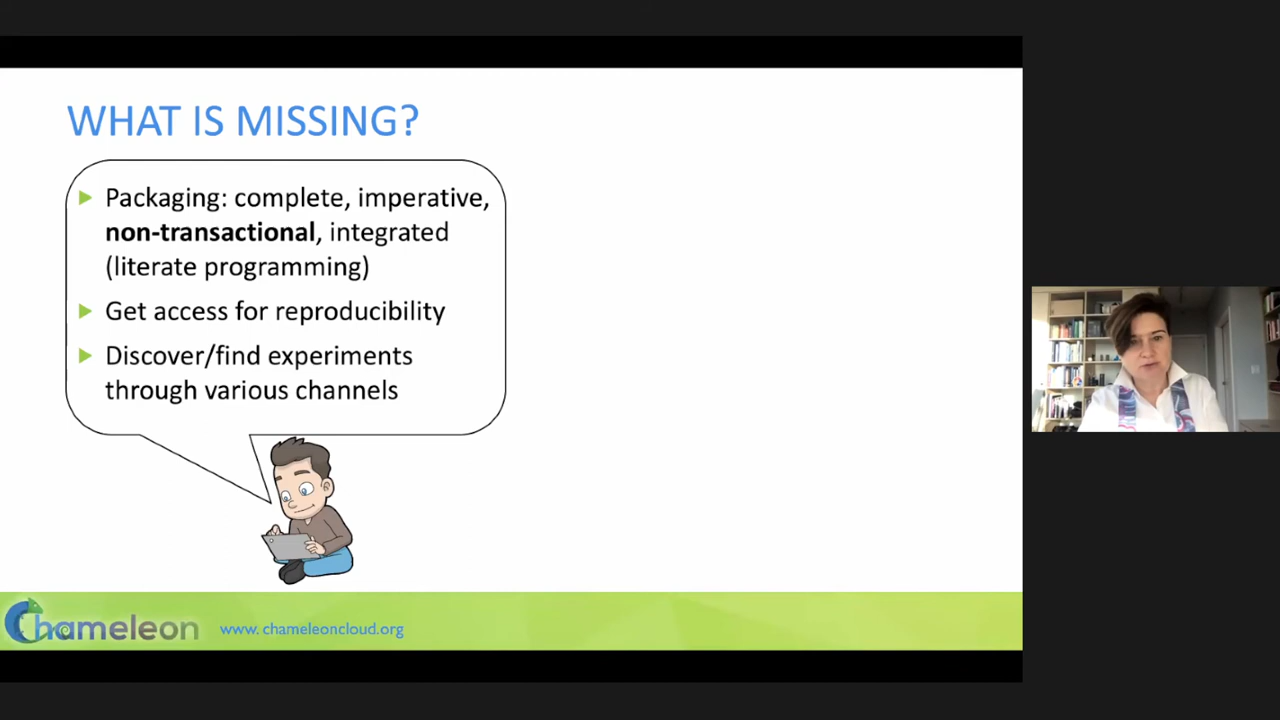 WHAT IS MISSING?
Packaging: complete, imperative,
non-transactional, integrated
(literate programming)
Get access for reproducibility
Discover/find experiments
through various channels
Chameleon
www. chameleoncloud.org